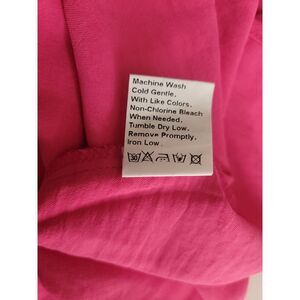 Machine Wash
Cold Gentle.
With Like Colors.
Non-Chlorine Bleach
When Needed.
Tumble Dry Low.
Remove Promptly.
Iron Low.